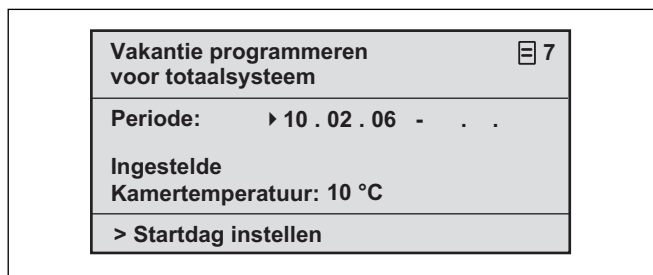 Vakantie programmeren 7
voor totaalsysteem
Periode: 10 . 02 . 06 - . .
Ingestelde
Kamertemperatuur: 10 °C
> Startdag instellen